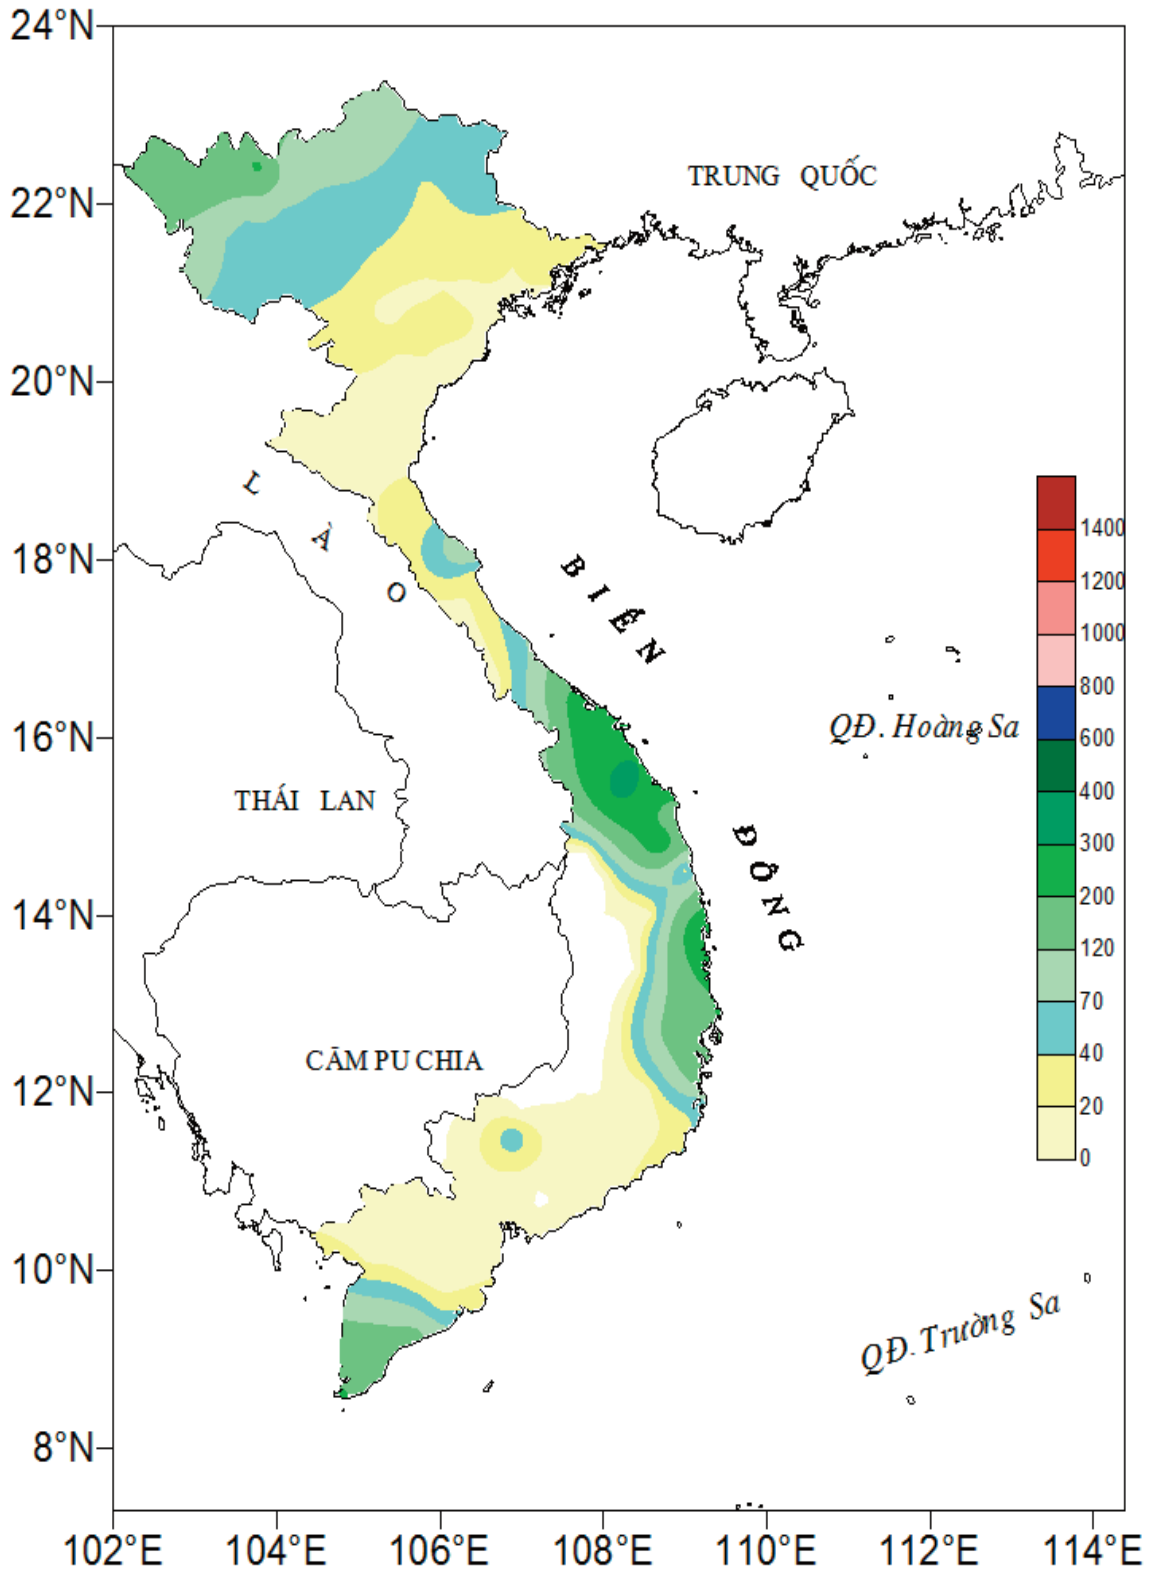 24°N
22°N
20°N
18°N
16°N
14°N
12°N
10°N
8°N
TRUNG QUỐC
L
À
O
BIỂN
ĐÔNG
THÁI LAN
CĂM PU CHIA
QĐ. Hoàng Sa
QĐ. Trường Sa
1400
1200
1000
800
600
400
300
200
120
70
40
20
0
102°E
104°E
106°E
108°E
110°E
112°E
114°E